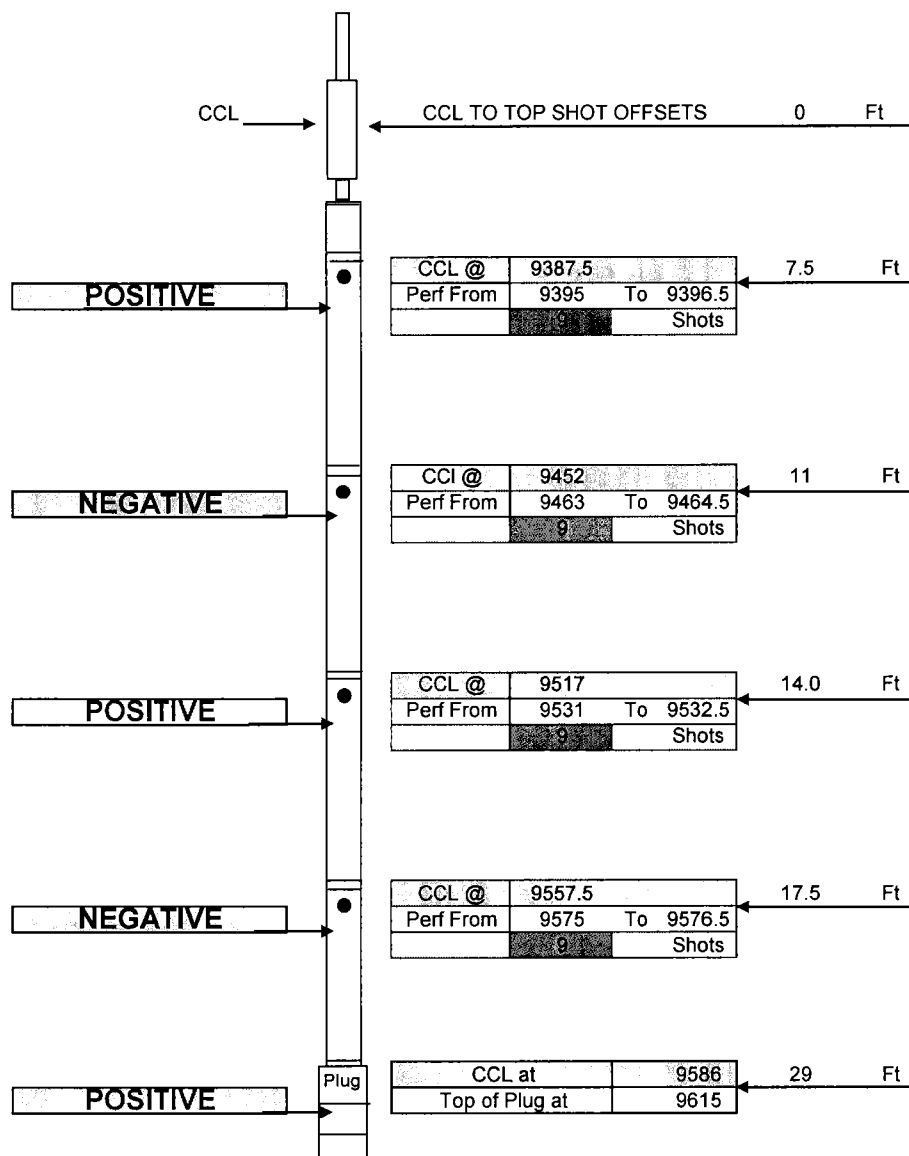 CCL CCL TO TOP SHOT OFFSETS 0 Ft
CCL @ 9387.5 7.5 Ft
POSITIVE
Perf From 9395 To 9396.5
9 Shots
CCI @ 9452 11 Ft
NEGATIVE
Perf From 9463 To 9464.5
9 Shots
CCL @ 9517 14.0 Ft
POSITIVE
Perf From 9531 To 9532.5
9 Shots
CCL @ 9557.5 17.5 Ft
NEGATIVE
Perf From 9575 To 9576.5
9 Shots
Plug CCL at 9586 29 Ft
POSITIVE
Top of Plug at 9615